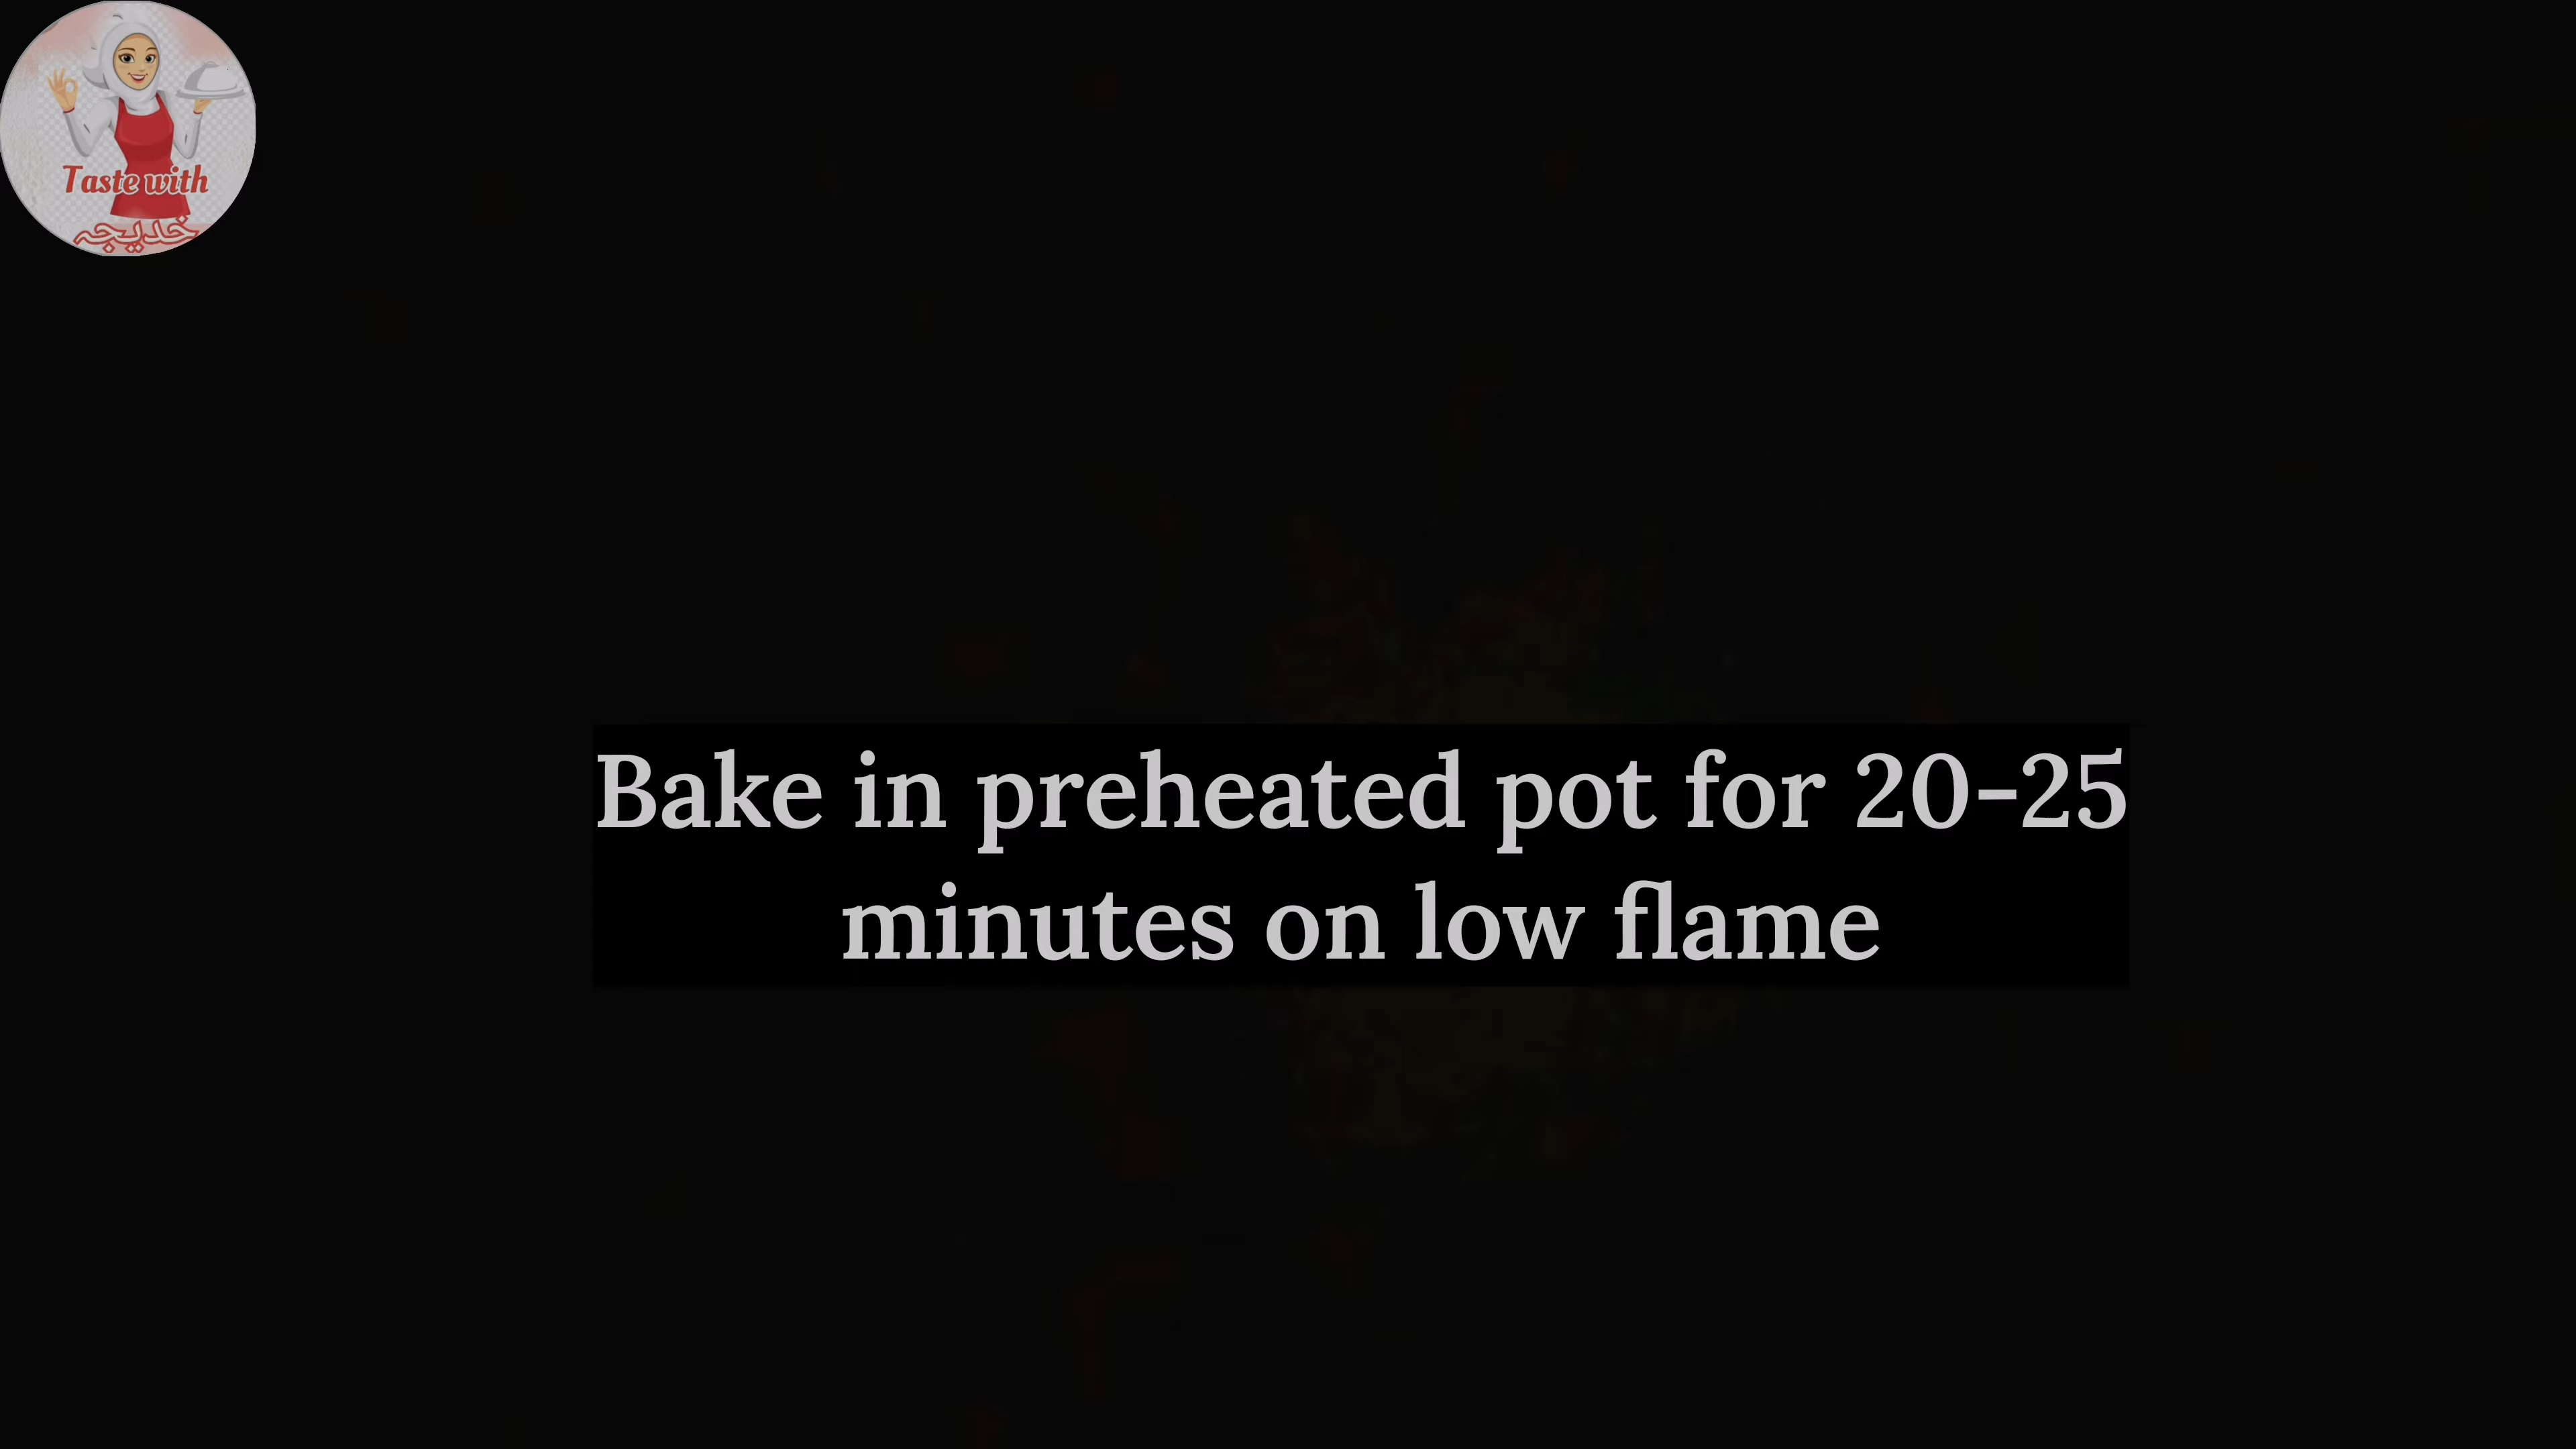 Taste with
خدیجہ
Bake in preheated pot for 20-25
minutes on low flame